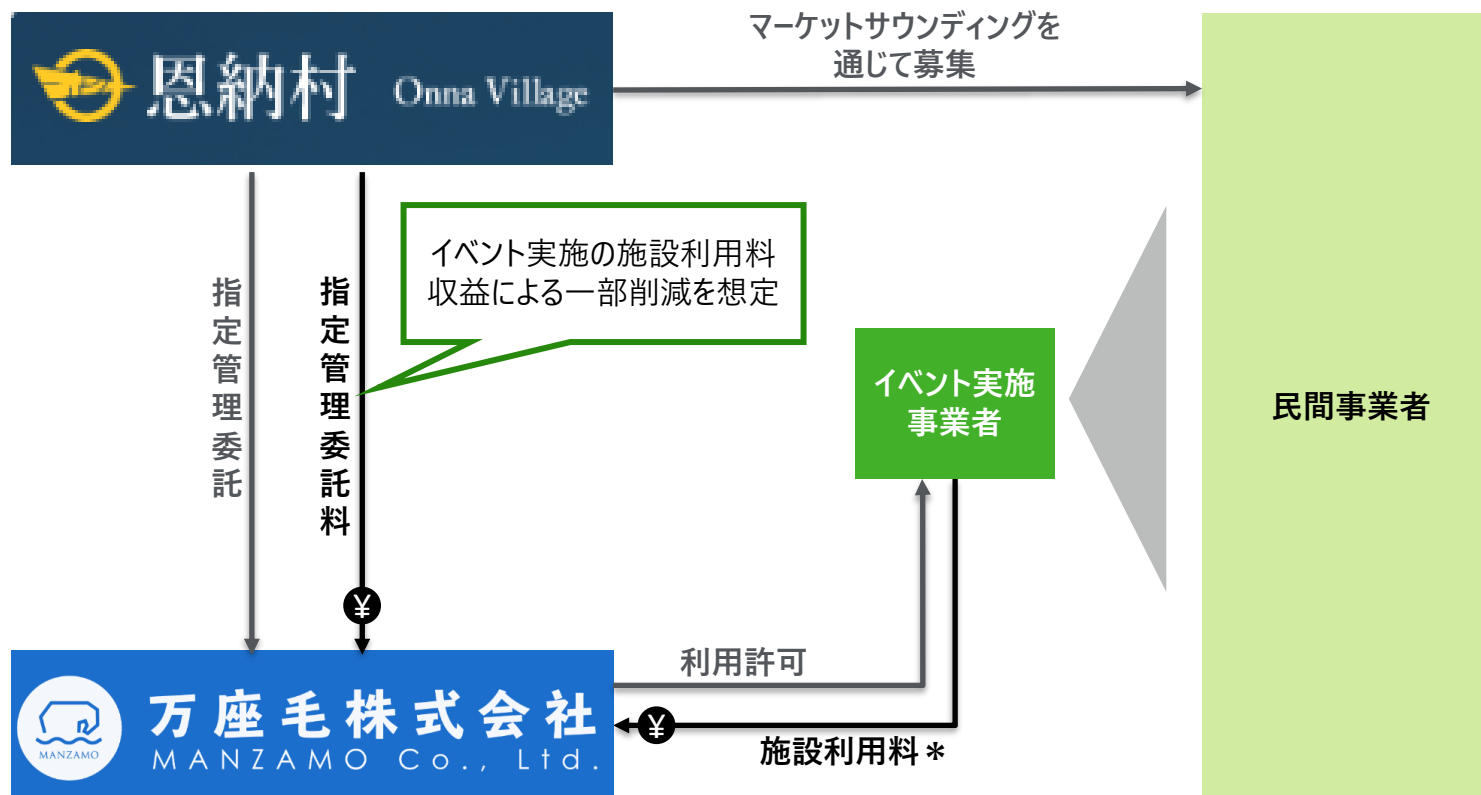 マーケットサウンディングを
通じて募集
恩納村 Onna Village
イベント実施の施設利用料
収益による一部削減を想定
指定管理委託
指定管理委託料
¥
イベント実施
事業者
民間事業者
利用許可
¥
施設利用料＊
万座毛株式会社
MANZAMO Co., Ltd.
MANZAMO